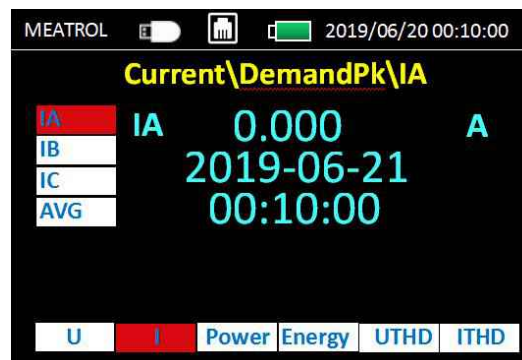 MEATROL 2019/06/20 00:10:00
Current\DemandPk\IA
IA
IA 0.000 A
IB
2019-06-21
IC
00:10:00
AVG
U I Power Energy UTHD ITHD